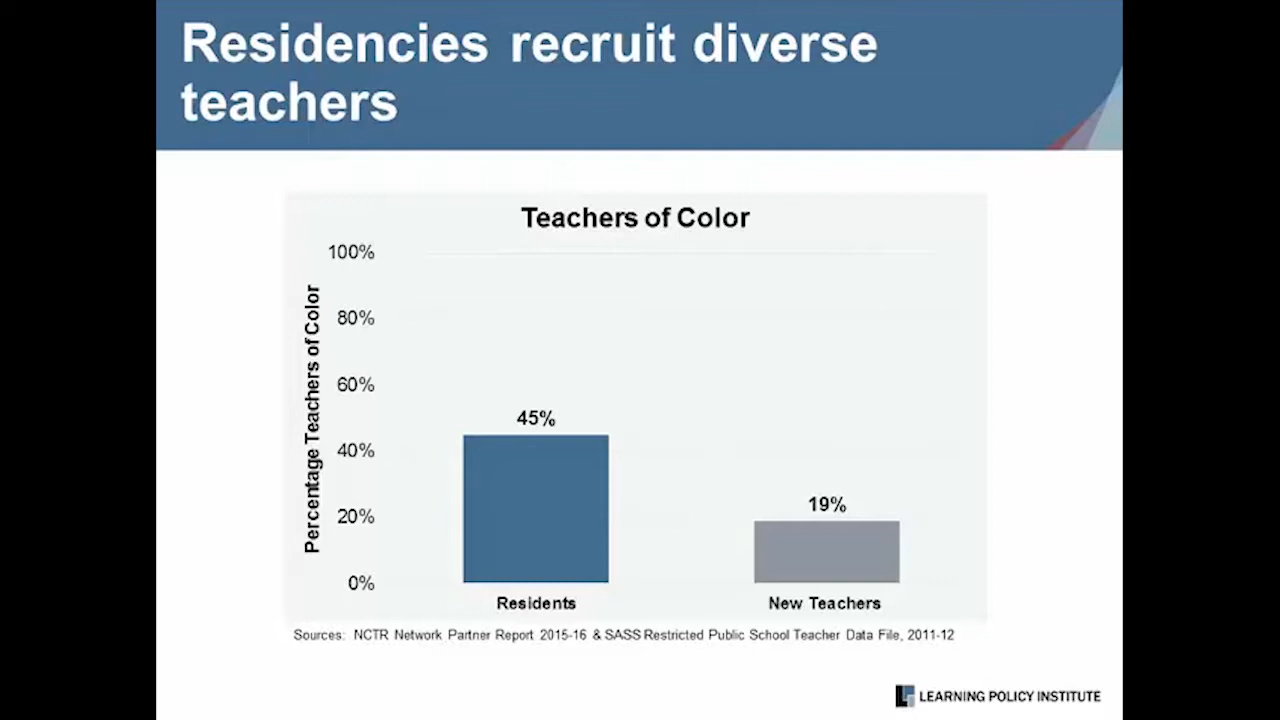 Residencies recruit diverse
teachers
Teachers of Color
Percentage Teachers of Color
100%
80%
60%
40%
20%
0%
45%
19%
Residents
New Teachers
Sources: NCTR Network Partner Report 2015-16 & SASS Restricted Public School Teacher Data File, 2011-12
LEARNING POLICY INSTITUTE